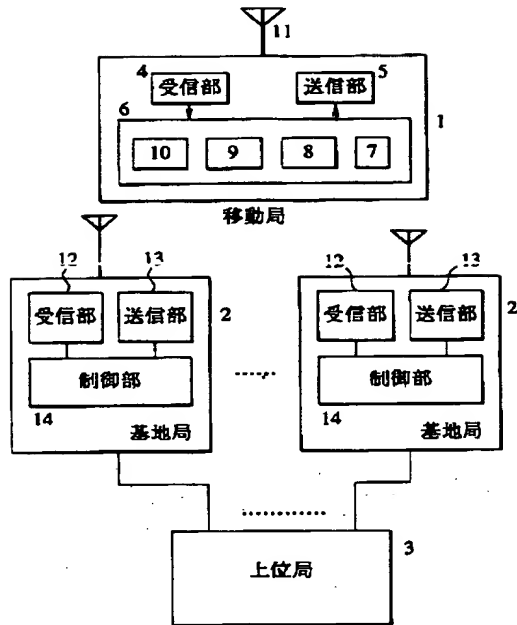 11
4 受信部 送信部 5
6
1
10 9 8 7
移動局
12 13 12 13
受信部 送信部 2 受信部 送信部 2
制御部 制御部
14 14
基地局 基地局
3
上位局